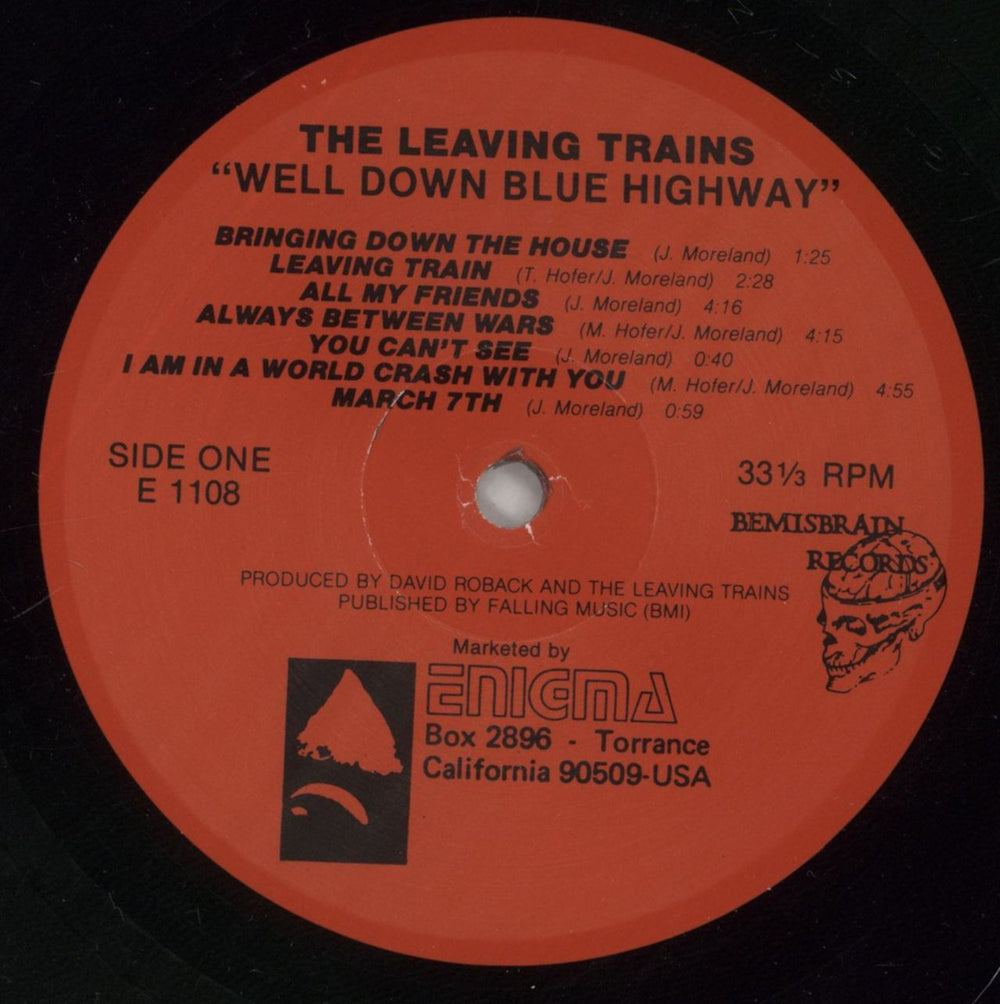 THE LEAVING TRAINS
“WELL DOWN BLUE HIGHWAY”
BRINGING DOWN THE HOUSE (J. Moreland) 1:25
LEAVING TRAIN (T. Hofer/J. Moreland) 2:28
ALL MY FRIENDS (J. Moreland) 4:16
ALWAYS BETWEEN WARS (M. Hofer/J. Moreland) 4:15
YOU CAN'T SEE (J. Moreland) 0:40
I AM IN A WORLD CRASH WITH YOU (M. Hofer/J. Moreland) 4:55
MARCH 7TH (J. Moreland) 0:59
SIDE ONE
E 1108
33⅓ RPM
BEMISBRAIN
RECORDS
PRODUCED BY DAVID ROBACK AND THE LEAVING TRAINS
PUBLISHED BY FALLING MUSIC (BMI)
Marketed by
ENIGMA
Box 2896 - Torrance
California 90509-USA